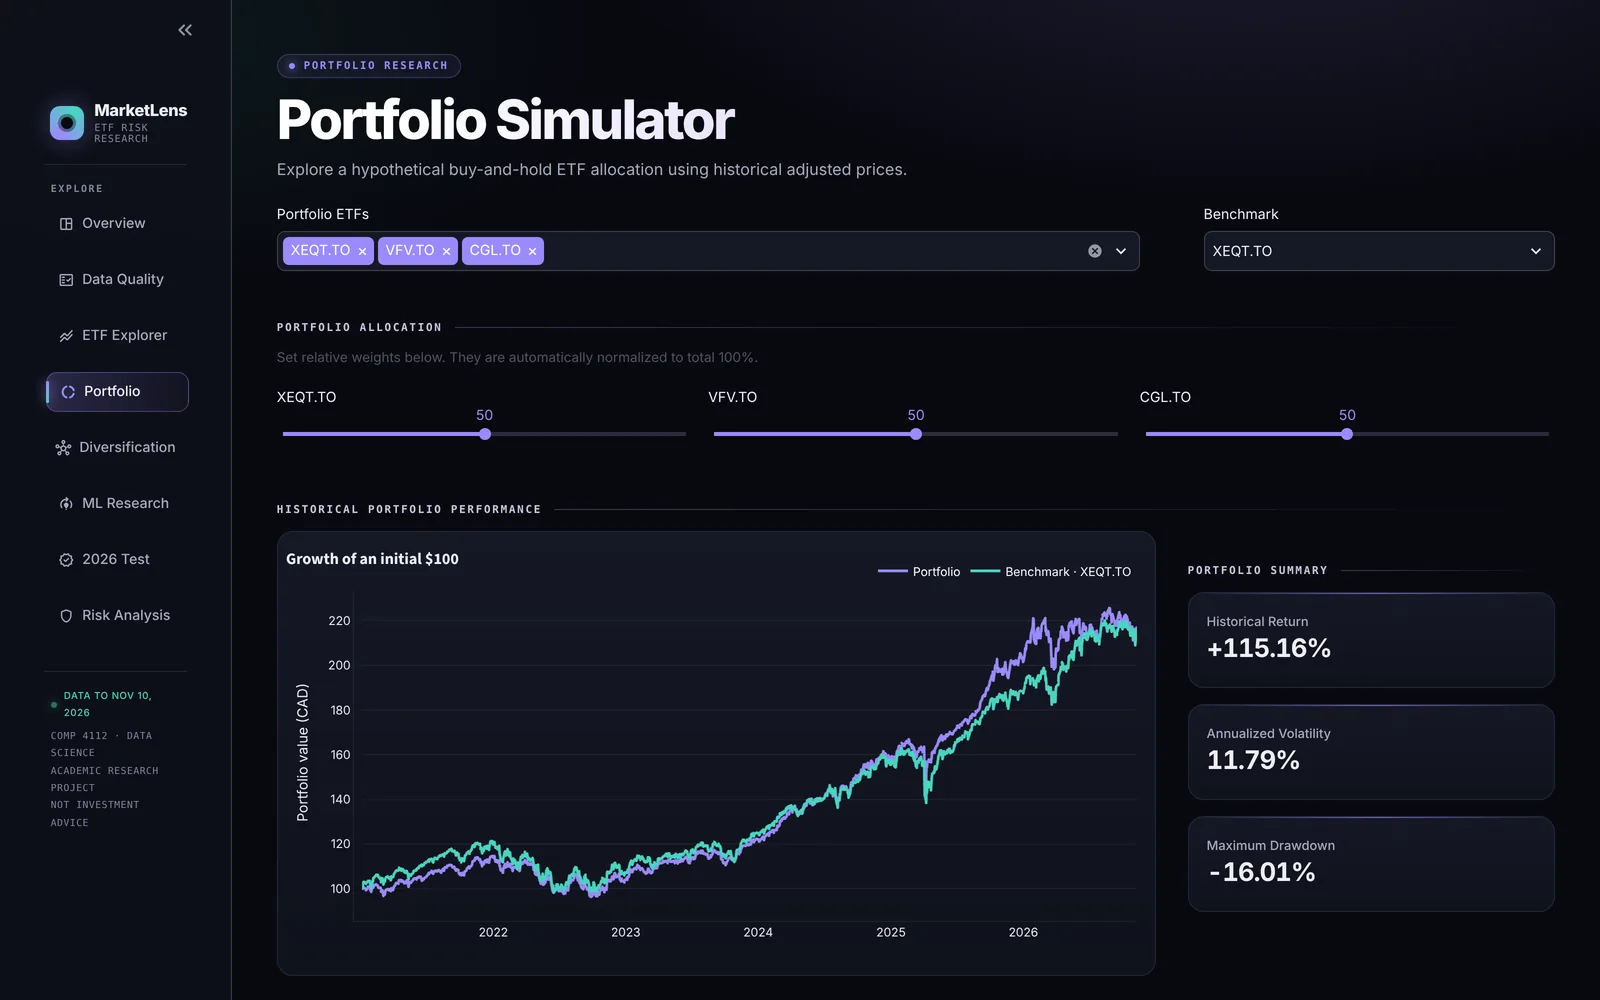 MarketLens
ETF RISK
RESEARCH
EXPLORE
Overview
Data Quality
ETF Explorer
Portfolio
Diversification
ML Research
2026 Test
Risk Analysis
DATA TO NOV 10,
2026
COMP 4112 · DATA
SCIENCE
ACADEMIC RESEARCH
PROJECT
NOT INVESTMENT
ADVICE
PORTFOLIO RESEARCH
Portfolio Simulator
Explore a hypothetical buy-and-hold ETF allocation using historical adjusted prices.
Portfolio ETFs
XEQT.TO VFV.TO CGL.TO
Benchmark
XEQT.TO
PORTFOLIO ALLOCATION
Set relative weights below. They are automatically normalized to total 100%.
XEQT.TO
50
VFV.TO
50
CGL.TO
50
HISTORICAL PORTFOLIO PERFORMANCE
Growth of an initial $100
Portfolio Benchmark · XEQT.TO
Portfolio value (CAD)
220
200
180
160
140
120
100
2022 2023 2024 2025 2026
PORTFOLIO SUMMARY
Historical Return
+115.16%
Annualized Volatility
11.79%
Maximum Drawdown
-16.01%